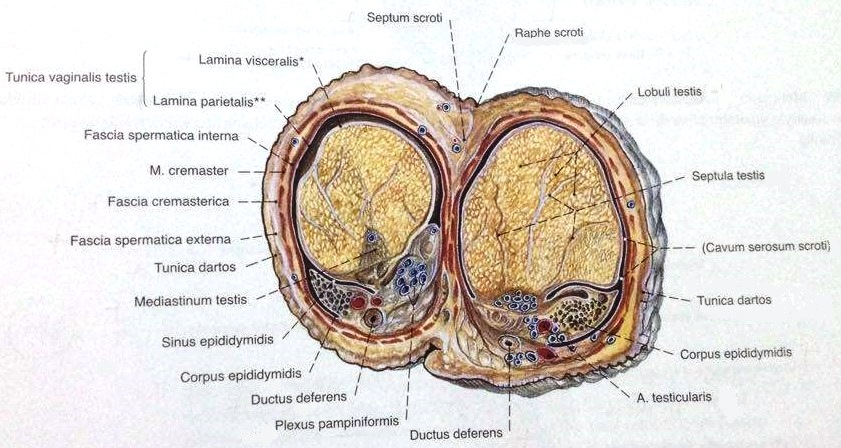 Septum scroti
Raphe scroti
Lamina visceralis*
Tunica vaginalis testis
Lamina parietalis**
Lobuli testis
Fascia spermatica interna
M. cremaster
Septula testis
Fascia cremasterica
Fascia spermatica externa
(Cavum serosum scroti)
Tunica dartos
Mediastinum testis
Tunica dartos
Sinus epididymidis
Corpus epididymidis
Corpus epididymidis
Ductus deferens
A. testicularis
Plexus pampiniformis
Ductus deferens